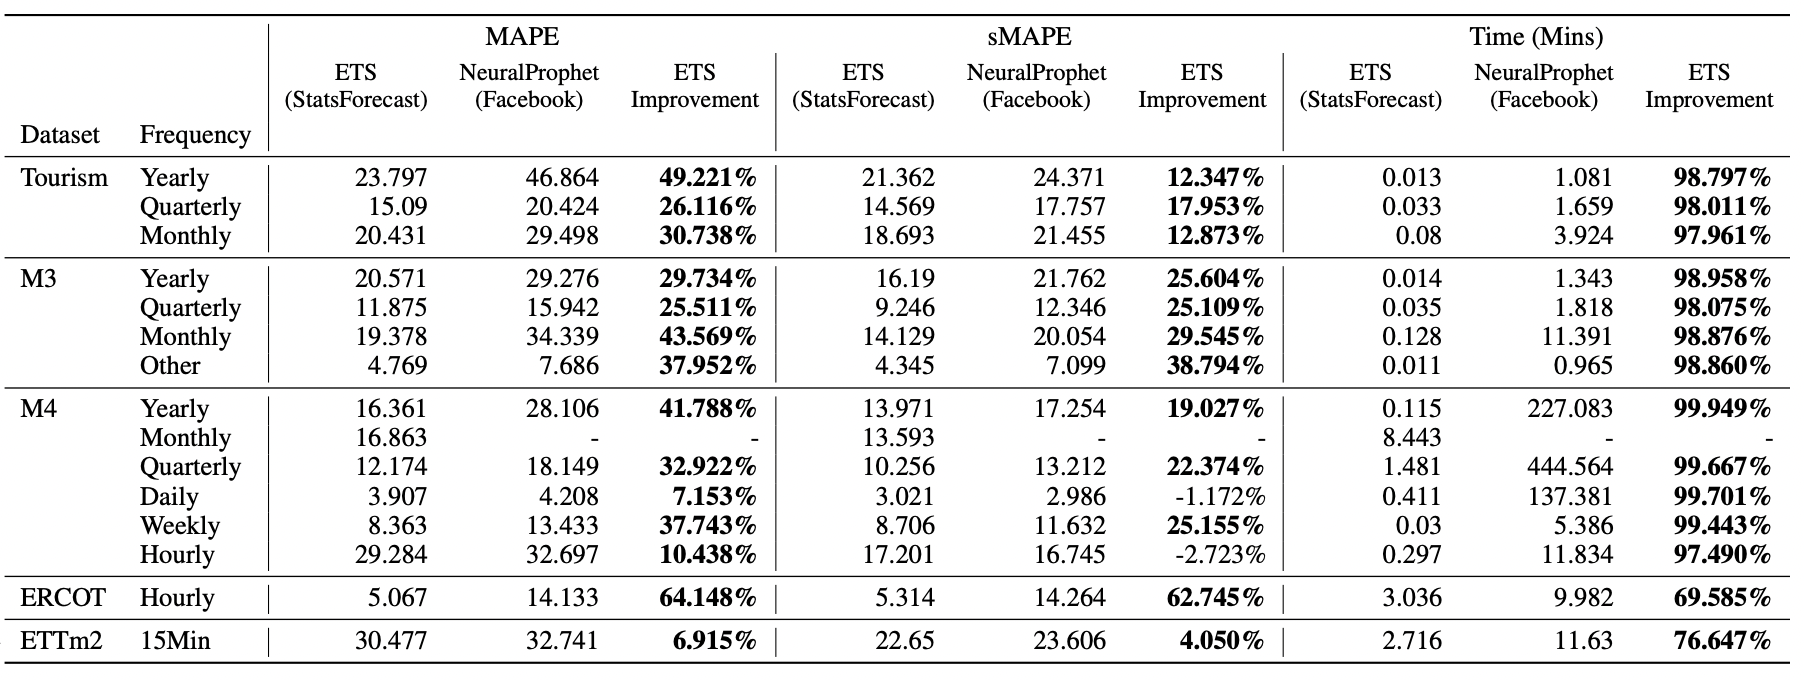 MAPE sMAPE Time (Mins)
ETS NeuralProphet ETS ETS NeuralProphet ETS ETS NeuralProphet ETS
(StatsForecast) (Facebook) Improvement (StatsForecast) (Facebook) Improvement (StatsForecast) (Facebook) Improvement
Dataset Frequency
Tourism Yearly 23.797 46.864 49.221% 21.362 24.371 12.347% 0.013 1.081 98.797%
Quarterly 15.09 20.424 26.116% 14.569 17.757 17.953% 0.033 1.659 98.011%
Monthly 20.431 29.498 30.738% 18.693 21.455 12.873% 0.08 3.924 97.961%
M3 Yearly 20.571 29.276 29.734% 16.19 21.762 25.604% 0.014 1.343 98.958%
Quarterly 11.875 15.942 25.511% 9.246 12.346 25.109% 0.035 1.818 98.075%
Monthly 19.378 34.339 43.569% 14.129 20.054 29.545% 0.128 11.391 98.876%
Other 4.769 7.686 37.952% 4.345 7.099 38.794% 0.011 0.965 98.860%
M4 Yearly 16.361 28.106 41.788% 13.971 17.254 19.027% 0.115 227.083 99.949%
Monthly 16.863 - - 13.593 - - 8.443 - -
Quarterly 12.174 18.149 32.922% 10.256 13.212 22.374% 1.481 444.564 99.667%
Daily 3.907 4.208 7.153% 3.021 2.986 -1.172% 0.411 137.381 99.701%
Weekly 8.363 13.433 37.743% 8.706 11.632 25.155% 0.03 5.386 99.443%
Hourly 29.284 32.697 10.438% 17.201 16.745 -2.723% 0.297 11.834 97.490%
ERCOT Hourly 5.067 14.133 64.148% 5.314 14.264 62.745% 3.036 9.982 69.585%
ETTm2 15Min 30.477 32.741 6.915% 22.65 23.606 4.050% 2.716 11.63 76.647%